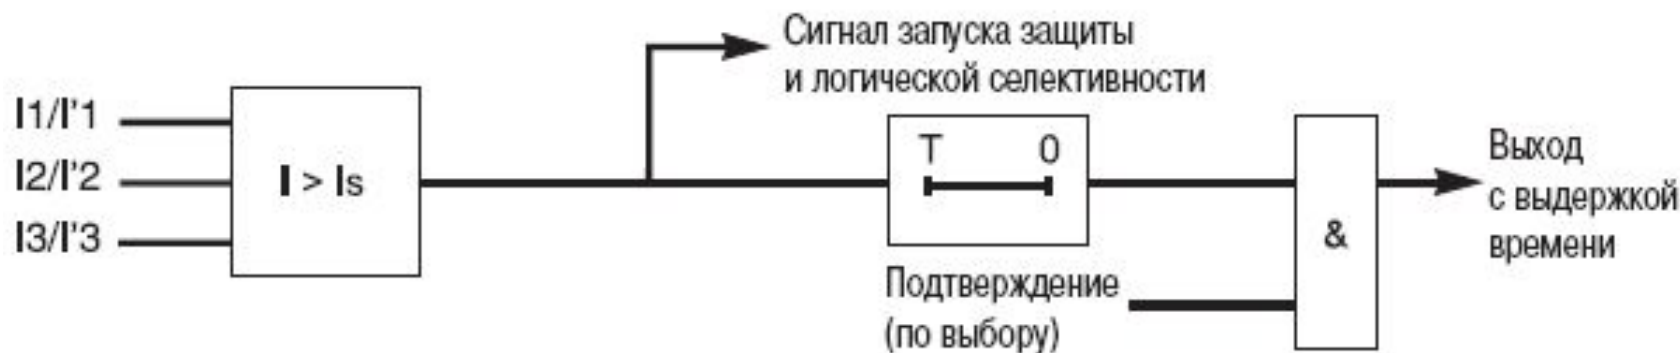 Сигнал запуска защиты
и логической селективности
I1/I'1
I2/I'2
I3/I'3
I > Is
T 0
&
Выход
с выдержкой
времени
Подтверждение
(по выбору)